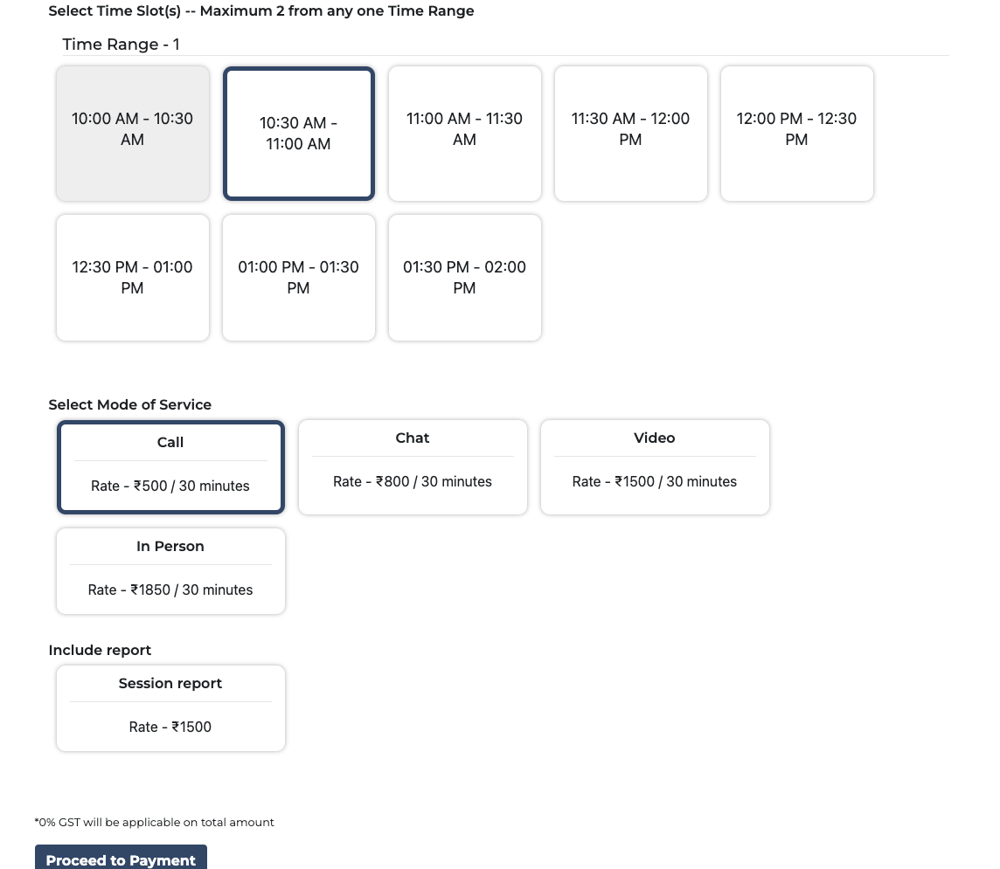 Select Time Slot(s) -- Maximum 2 from any one Time Range
Time Range - 1
10:00 AM - 10:30
AM
10:30 AM -
11:00 AM
11:00 AM - 11:30
AM
11:30 AM - 12:00
PM
12:00 PM - 12:30
PM
12:30 PM - 01:00
PM
01:00 PM - 01:30
PM
01:30 PM - 02:00
PM
Select Mode of Service
Call
Rate - ₹500 / 30 minutes
Chat
Rate - ₹800 / 30 minutes
Video
Rate - ₹1500 / 30 minutes
In Person
Rate - ₹1850 / 30 minutes
Include report
Session report
Rate - ₹1500
*0% GST will be applicable on total amount
Proceed to Payment